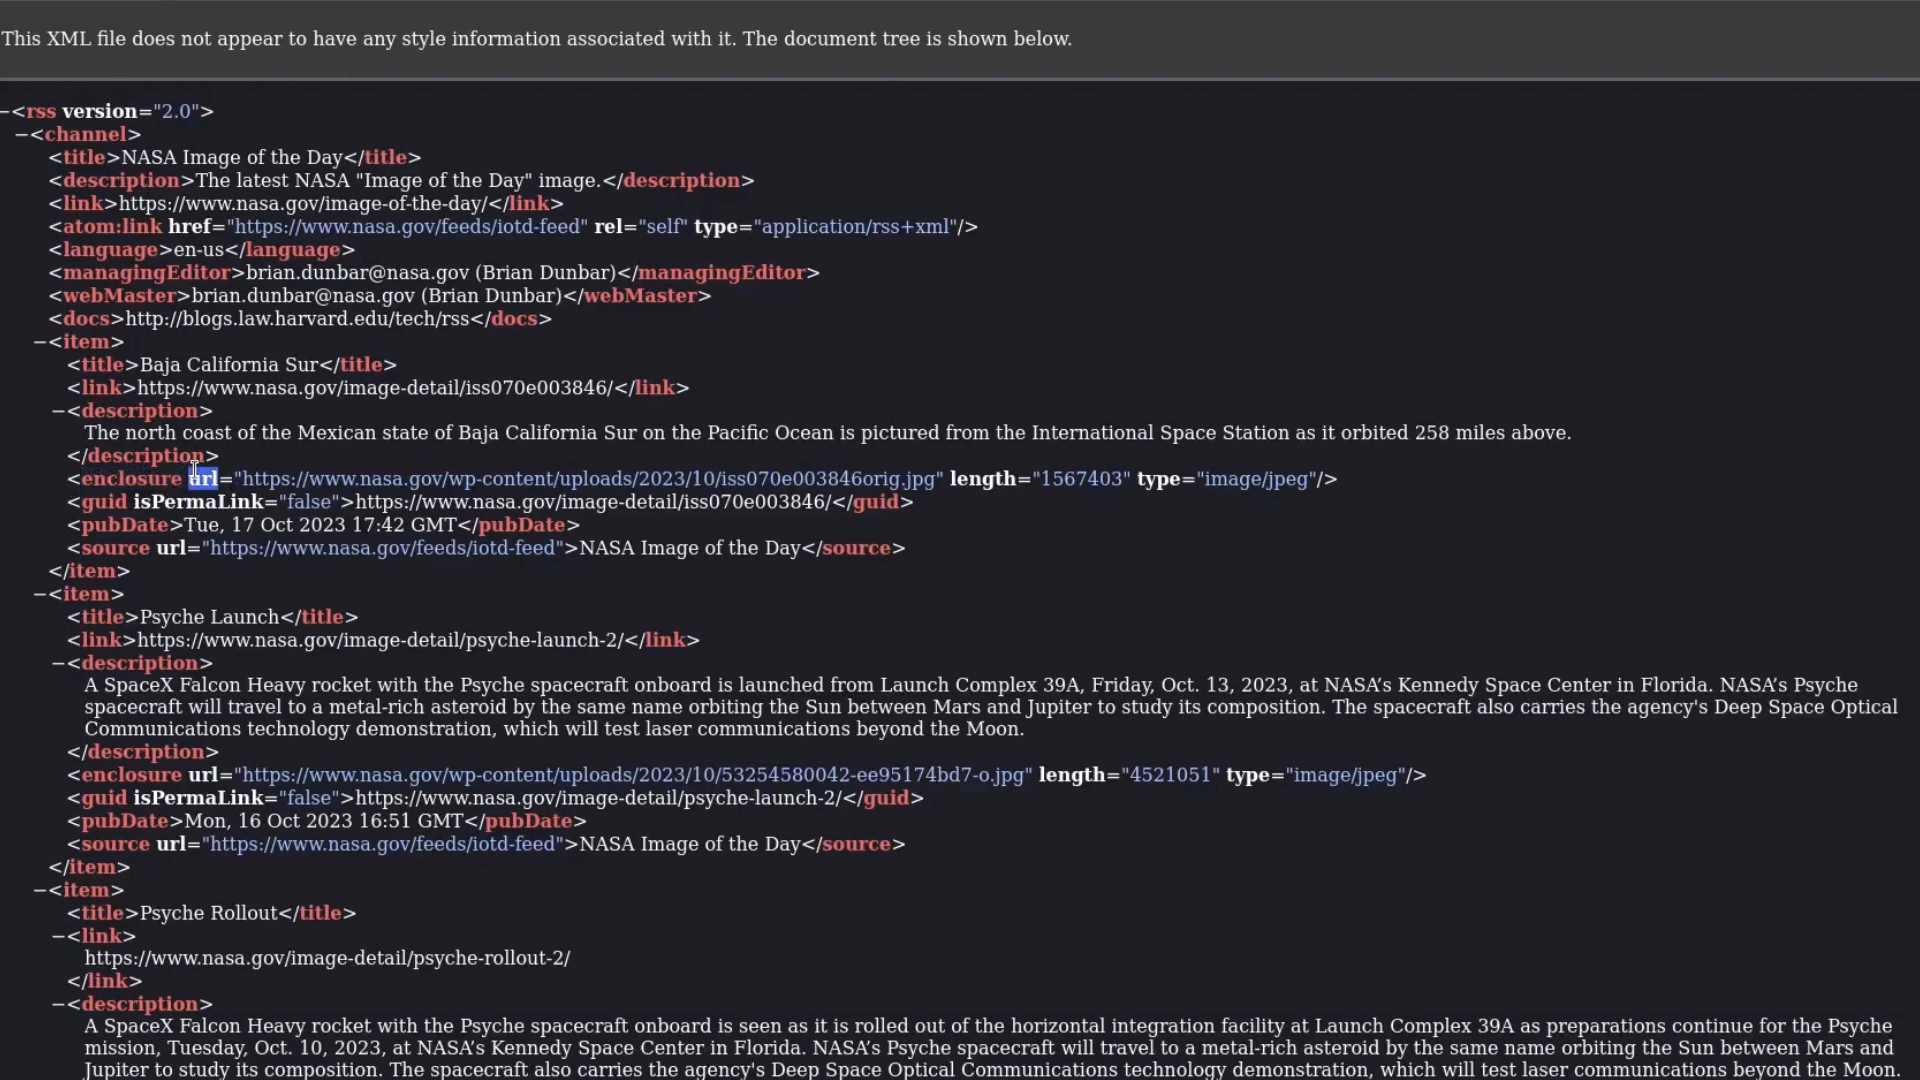 This XML file does not appear to have any style information associated with it. The document tree is shown below.
−<rss version="2.0">
−<channel>
<title>NASA Image of the Day</title>
<description>The latest NASA "Image of the Day" image.</description>
<link>https://www.nasa.gov/image-of-the-day/</link>
<atom:link href="https://www.nasa.gov/feeds/iotd-feed" rel="self" type="application/rss+xml"/>
<language>en-us</language>
<managingEditor>brian.dunbar@nasa.gov (Brian Dunbar)</managingEditor>
<webMaster>brian.dunbar@nasa.gov (Brian Dunbar)</webMaster>
<docs>http://blogs.law.harvard.edu/tech/rss</docs>
−<item>
<title>Baja California Sur</title>
<link>https://www.nasa.gov/image-detail/iss070e003846/</link>
−<description>
The north coast of the Mexican state of Baja California Sur on the Pacific Ocean is pictured from the International Space Station as it orbited 258 miles above.
</description>
<enclosure url="https://www.nasa.gov/wp-content/uploads/2023/10/iss070e003846orig.jpg" length="1567403" type="image/jpeg"/>
<guid isPermaLink="false">https://www.nasa.gov/image-detail/iss070e003846/</guid>
<pubDate>Tue, 17 Oct 2023 17:42 GMT</pubDate>
<source url="https://www.nasa.gov/feeds/iotd-feed">NASA Image of the Day</source>
</item>
−<item>
<title>Psyche Launch</title>
<link>https://www.nasa.gov/image-detail/psyche-launch-2/</link>
−<description>
A SpaceX Falcon Heavy rocket with the Psyche spacecraft onboard is launched from Launch Complex 39A, Friday, Oct. 13, 2023, at NASA’s Kennedy Space Center in Florida. NASA’s Psyche
spacecraft will travel to a metal-rich asteroid by the same name orbiting the Sun between Mars and Jupiter to study its composition. The spacecraft also carries the agency's Deep Space Optical
Communications technology demonstration, which will test laser communications beyond the Moon.
</description>
<enclosure url="https://www.nasa.gov/wp-content/uploads/2023/10/53254580042-ee95174bd7-o.jpg" length="4521051" type="image/jpeg"/>
<guid isPermaLink="false">https://www.nasa.gov/image-detail/psyche-launch-2/</guid>
<pubDate>Mon, 16 Oct 2023 16:51 GMT</pubDate>
<source url="https://www.nasa.gov/feeds/iotd-feed">NASA Image of the Day</source>
</item>
−<item>
<title>Psyche Rollout</title>
−<link>
https://www.nasa.gov/image-detail/psyche-rollout-2/
</link>
−<description>
A SpaceX Falcon Heavy rocket with the Psyche spacecraft onboard is seen as it is rolled out of the horizontal integration facility at Launch Complex 39A as preparations continue for the Psyche
mission, Tuesday, Oct. 10, 2023, at NASA’s Kennedy Space Center in Florida. NASA’s Psyche spacecraft will travel to a metal-rich asteroid by the same name orbiting the Sun between Mars and
Jupiter to study its composition. The spacecraft also carries the agency's Deep Space Optical Communications technology demonstration, which will test laser communications beyond the Moon.